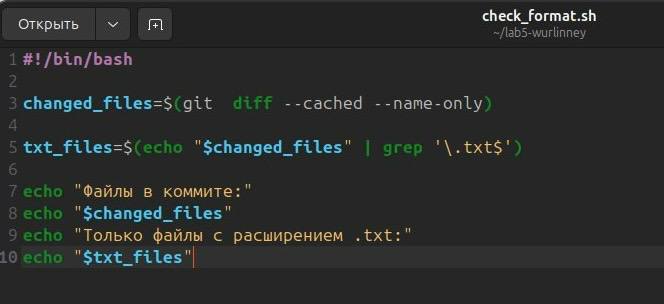 Открыть
check_format.sh
~/lab5-wurlinney
1 #!/bin/bash
2
3 changed_files=$(git  diff --cached --name-only)
4
5 txt_files=$(echo "$changed_files" | grep '\.txt$')
6
7 echo "Файлы в коммите:"
8 echo "$changed_files"
9 echo "Только файлы с расширением .txt:"
10 echo "$txt_files"